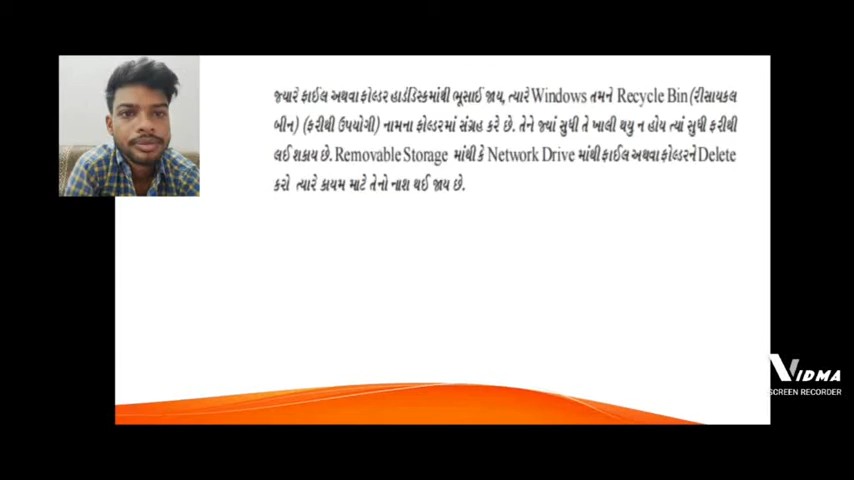 જ્યારે ફાઈલ અથવા ફોલ્ડર હાર્ડડિસ્કમાંથી ભૂસાઈ જાય, ત્યારે Windows તમને Recycle Bin (રીસાયકલ
બીન) (ફરીથી ઉપયોગી) નામના ફોલ્ડરમાં સંગ્રહ કરે છે. તેને જ્યાં સુધી તે ખાલી થયુ ન હોય ત્યાં સુધી ફરીથી
લઈ શકાય છે. Removable Storage માંથી કે Network Drive માંથી ફાઈલ અથવા ફોલ્ડરને Delete
કરો ત્યારે કાયમ માટે તેનો નાશ થઈ જાય છે.
VIDMA
SCREEN RECORDER